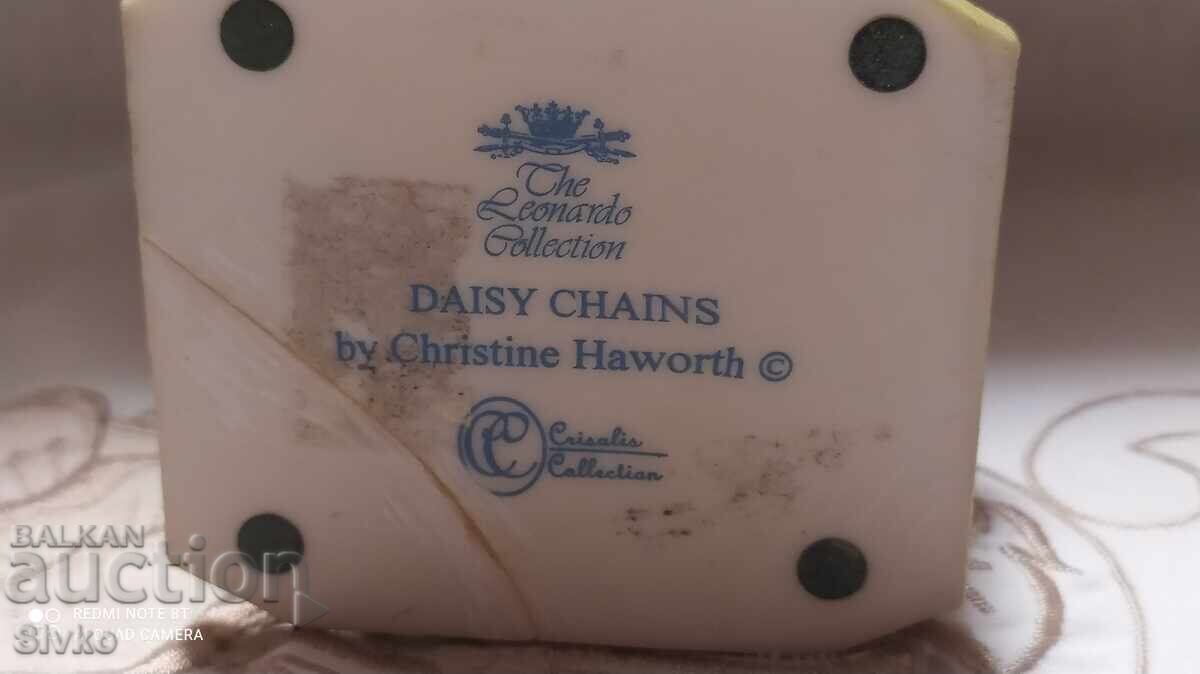 The
Leonardo
Collection
DAISY CHAINS
by Christine Haworth ©
CC
Crisalis
Collection
BALKAN
auction
REDMI NOTE 8T
AI QUAD CAMERA
Sivko